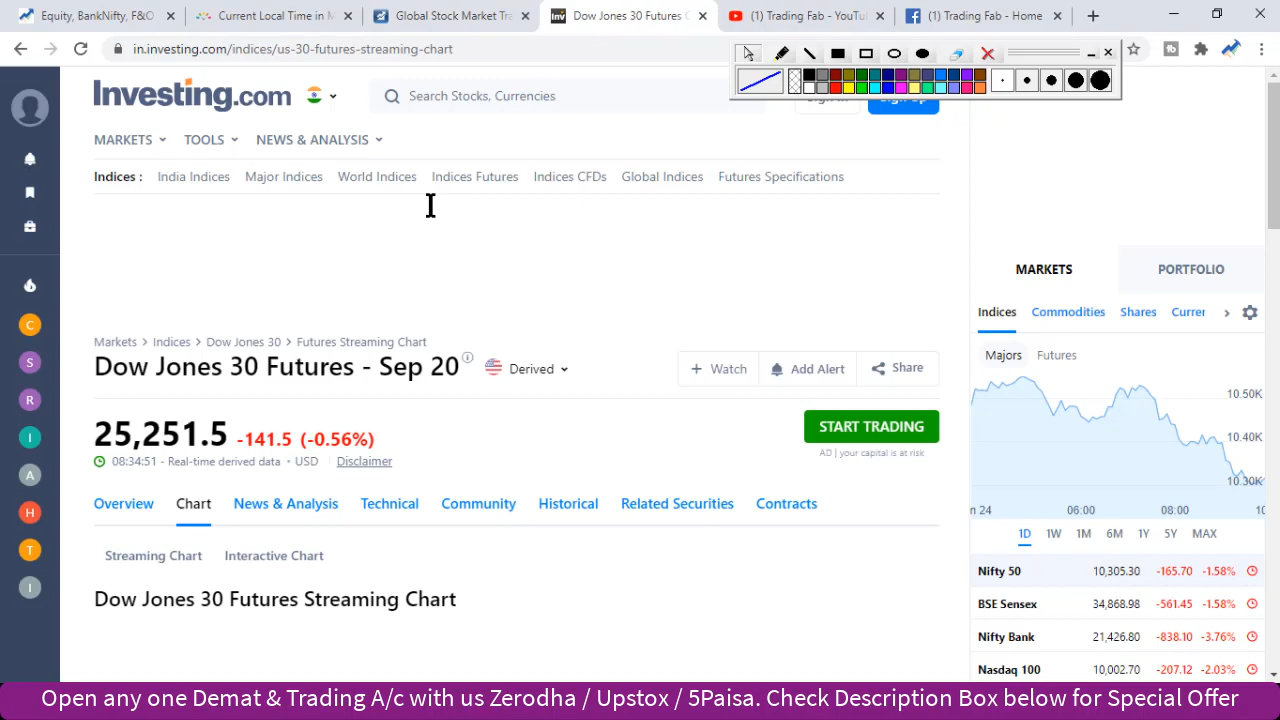 Equity, BankNifty, F&O
Current Local Time in M
Global Stock Market Tra
Dow Jones 30 Futures C
(1) Trading Fab - YouTu
(1) Trading Fab - Home
in.investing.com/indices/us-30-futures-streaming-chart
Investing.com
Search Stocks, Currencies
MARKETS TOOLS NEWS & ANALYSIS
Indices : India Indices Major Indices World Indices Indices Futures Indices CFDs Global Indices Futures Specifications
Markets > Indices > Dow Jones 30 > Futures Streaming Chart
Dow Jones 30 Futures - Sep 20
Derived
+ Watch Add Alert Share
25,251.5 -141.5 (-0.56%)
08:34:51 - Real-time derived data • USD Disclaimer
START TRADING
AD | your capital is at risk
Overview Chart News & Analysis Technical Community Historical Related Securities Contracts
Streaming Chart Interactive Chart
Dow Jones 30 Futures Streaming Chart
C
S
R
I
A
H
T
I
MARKETS PORTFOLIO
Indices Commodities Shares Currer
Majors Futures
10.50K
10.40K
10.30K
n 24 06:00 08:00 10
1D 1W 1M 6M 1Y 5Y MAX
Nifty 50 10,305.30 -165.70 -1.58%
BSE Sensex 34,868.98 -561.45 -1.58%
Nifty Bank 21,426.80 -838.10 -3.76%
Nasdaq 100 10,002.70 -207.12 -2.03%
Open any one Demat & Trading A/c with us Zerodha / Upstox / 5Paisa. Check Description Box below for Special Offer